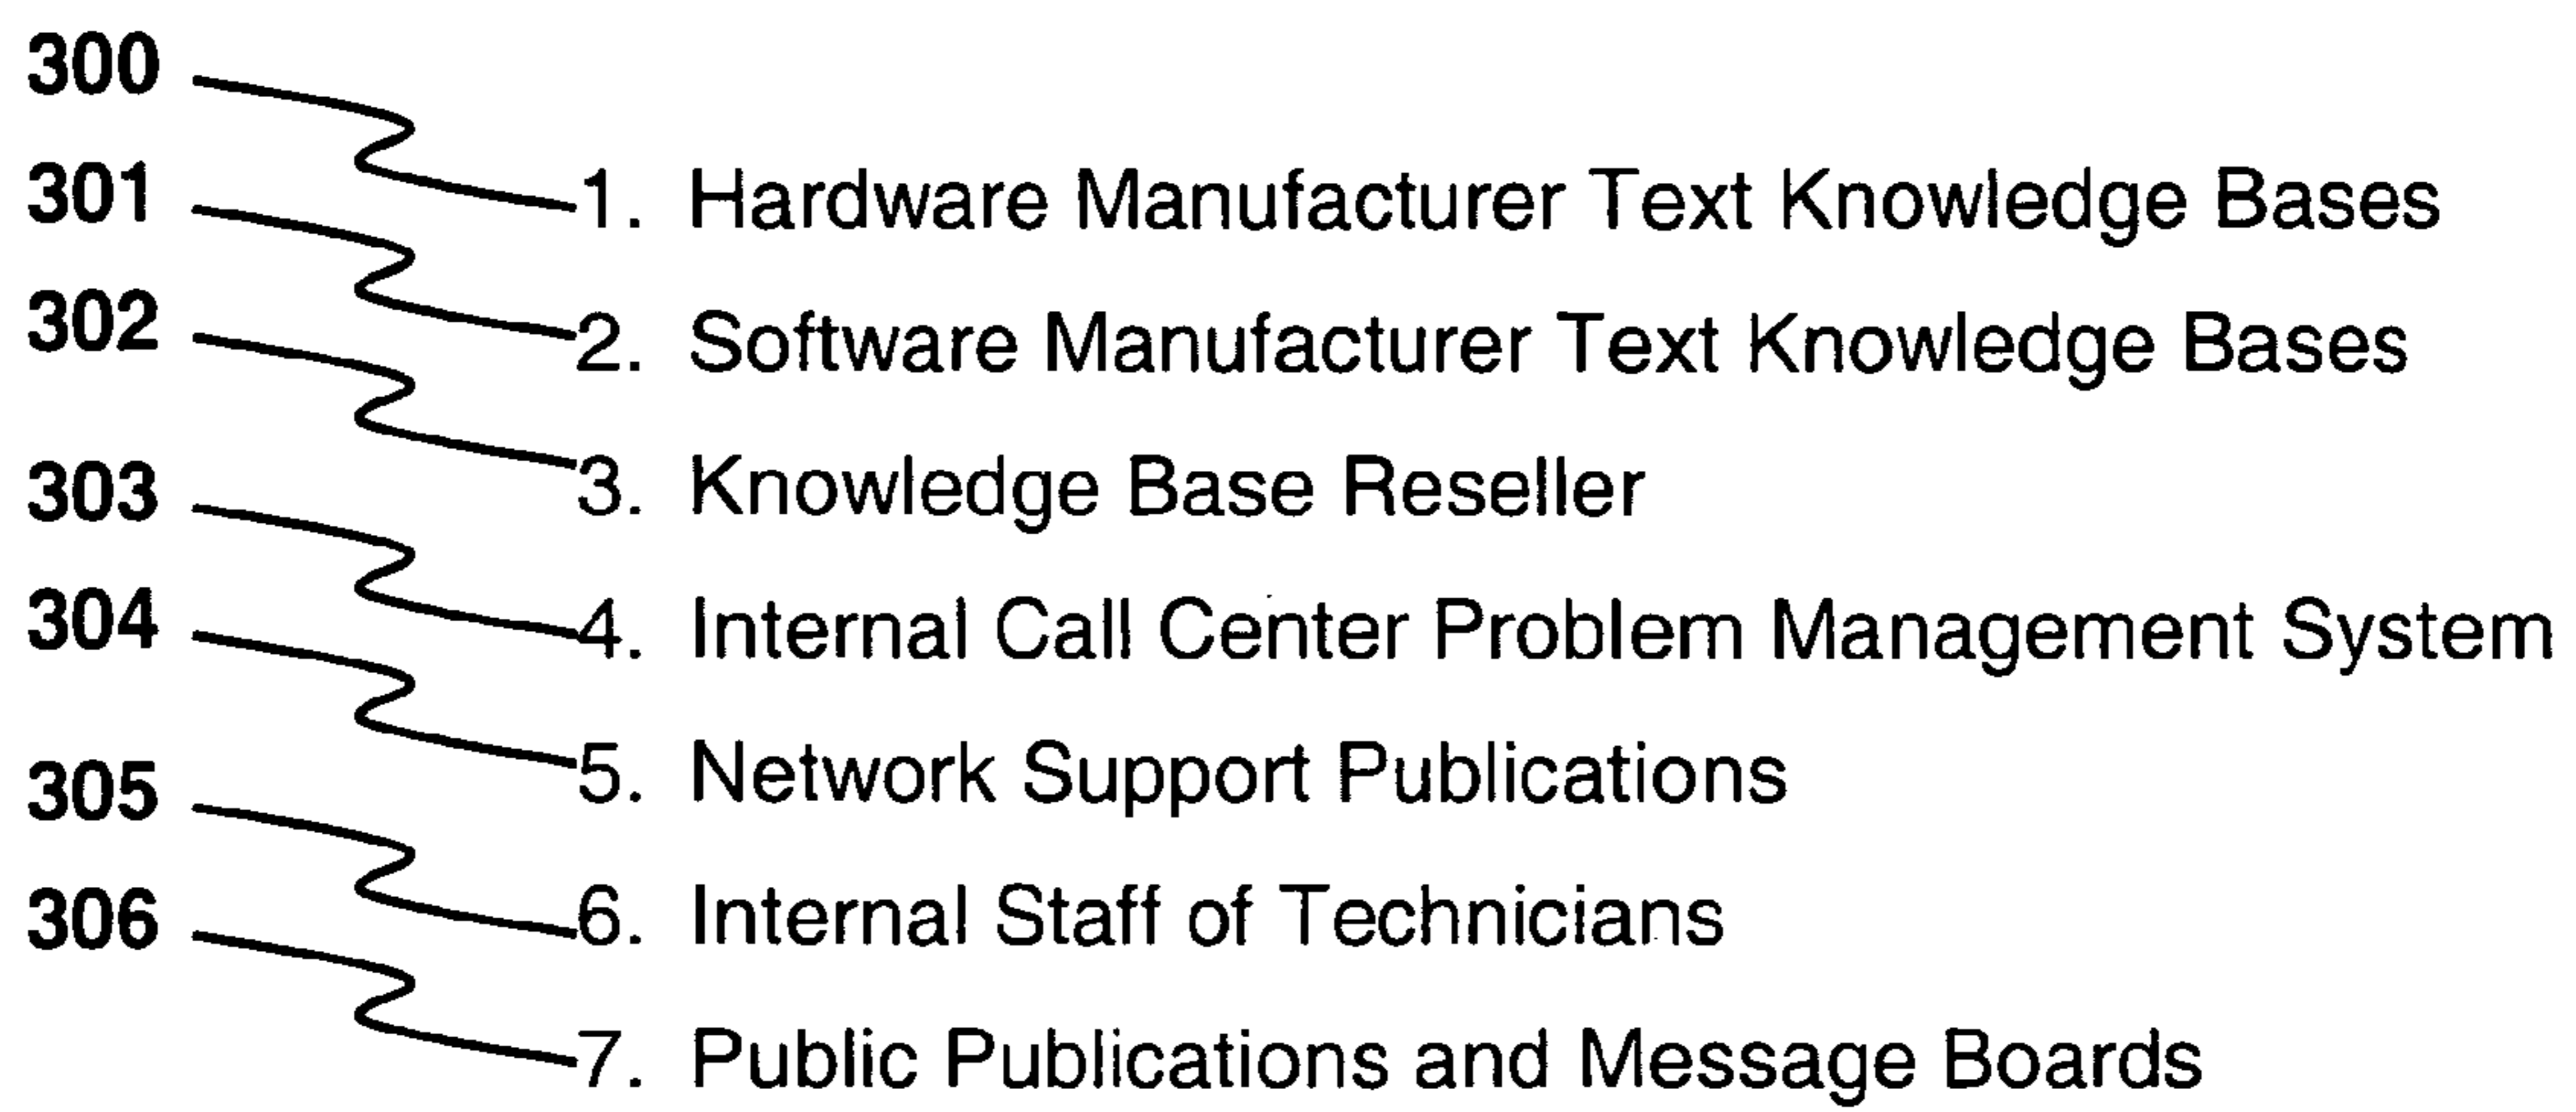 300
1. Hardware Manufacturer Text Knowledge Bases
301
2. Software Manufacturer Text Knowledge Bases
302
3. Knowledge Base Reseller
303
4. Internal Call Center Problem Management System
304
5. Network Support Publications
305
6. Internal Staff of Technicians
306
7. Public Publications and Message Boards